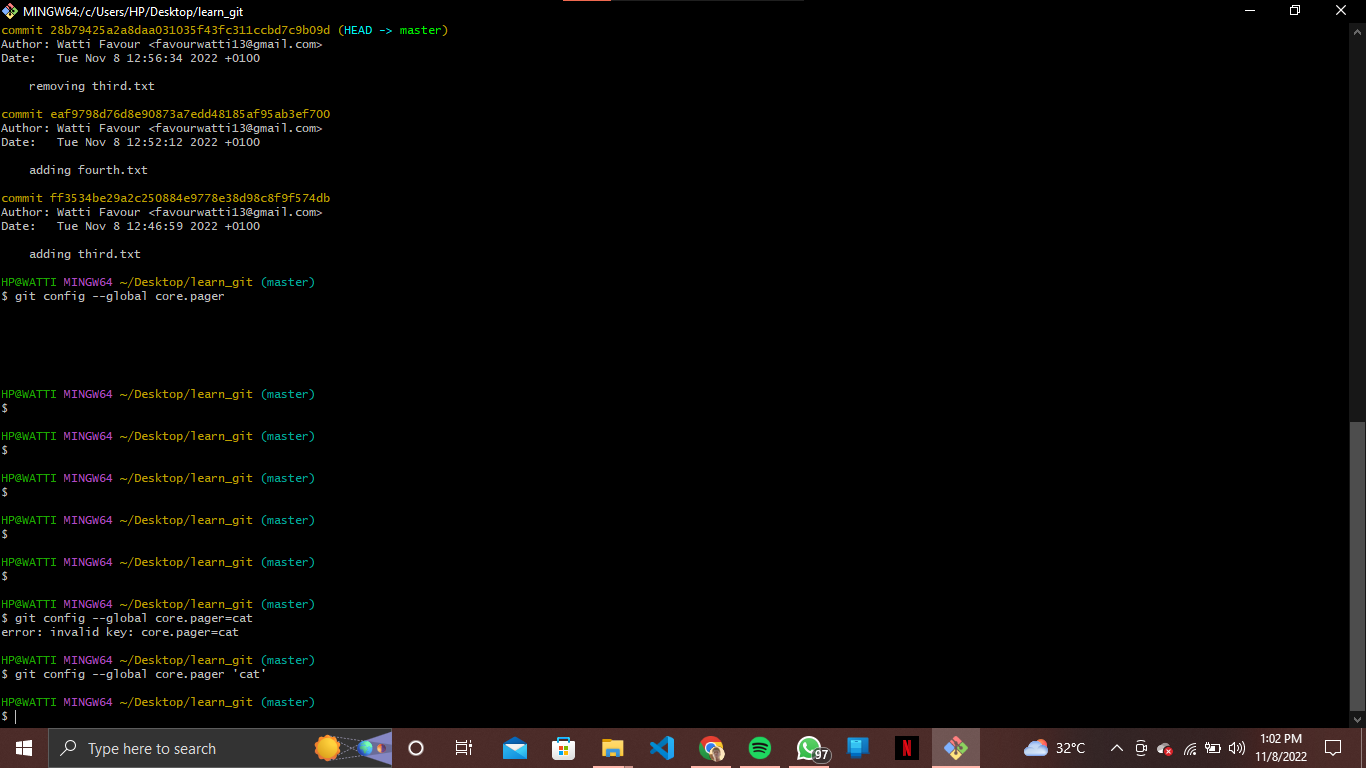 MINGW64:/c/Users/HP/Desktop/learn_git
commit 28b79425a2a8daa031035f43fc311ccbd7c9b09d (HEAD -> master)
Author: Watti Favour <favourwatti13@gmail.com>
Date:   Tue Nov 8 12:56:34 2022 +0100
removing third.txt
commit eaf9798d76d8e90873a7edd48185af95ab3ef700
Author: Watti Favour <favourwatti13@gmail.com>
Date:   Tue Nov 8 12:52:12 2022 +0100
adding fourth.txt
commit ff3534be29a2c250884e9778e38d98c8f9f574db
Author: Watti Favour <favourwatti13@gmail.com>
Date:   Tue Nov 8 12:46:59 2022 +0100
adding third.txt
HP@WATTI MINGW64 ~/Desktop/learn_git (master)
$ git config --global core.pager
HP@WATTI MINGW64 ~/Desktop/learn_git (master)
$
HP@WATTI MINGW64 ~/Desktop/learn_git (master)
$
HP@WATTI MINGW64 ~/Desktop/learn_git (master)
$
HP@WATTI MINGW64 ~/Desktop/learn_git (master)
$
HP@WATTI MINGW64 ~/Desktop/learn_git (master)
$
HP@WATTI MINGW64 ~/Desktop/learn_git (master)
$ git config --global core.pager=cat
error: invalid key: core.pager=cat
HP@WATTI MINGW64 ~/Desktop/learn_git (master)
$ git config --global core.pager 'cat'
HP@WATTI MINGW64 ~/Desktop/learn_git (master)
$
Type here to search
97
N
32°C
1:02 PM
11/8/2022